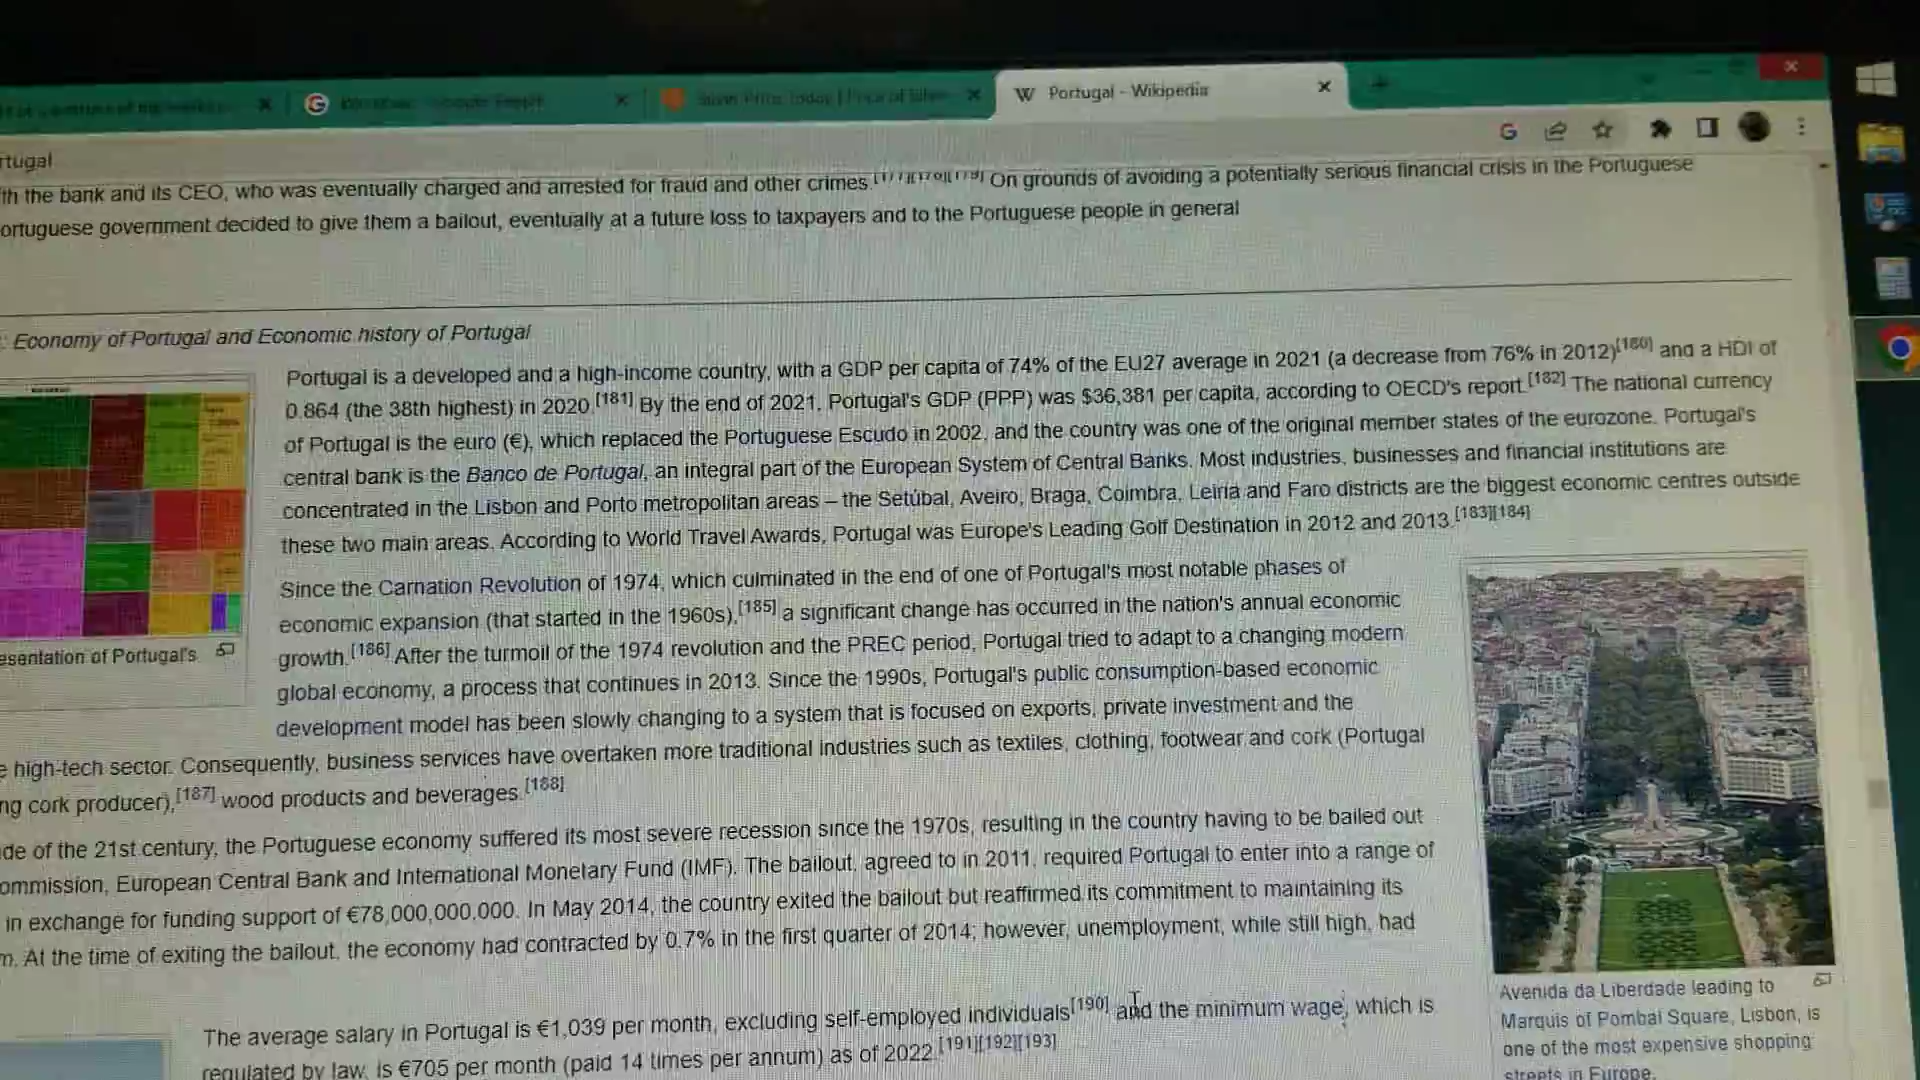 Portugal - Wikipedia
rtugal
ith the bank and its CEO, who was eventually charged and arrested for fraud and other crimes. On grounds of avoiding a potentially serious financial crisis in the Portuguese
ortuguese government decided to give them a bailout, eventually at a future loss to taxpayers and to the Portuguese people in general
: Economy of Portugal and Economic history of Portugal
Portugal is a developed and a high-income country, with a GDP per capita of 74% of the EU27 average in 2021 (a decrease from 76% in 2012)[180] and a HDI of
0.864 (the 38th highest) in 2020.[181] By the end of 2021, Portugal's GDP (PPP) was $36,381 per capita, according to OECD's report.[182] The national currency
of Portugal is the euro (€), which replaced the Portuguese Escudo in 2002, and the country was one of the original member states of the eurozone. Portugal's
central bank is the Banco de Portugal, an integral part of the European System of Central Banks. Most industries, businesses and financial institutions are
concentrated in the Lisbon and Porto metropolitan areas – the Setúbal, Aveiro, Braga, Coimbra, Leiria and Faro districts are the biggest economic centres outside
these two main areas. According to World Travel Awards, Portugal was Europe's Leading Golf Destination in 2012 and 2013.[183][184]
Since the Carnation Revolution of 1974, which culminated in the end of one of Portugal's most notable phases of
economic expansion (that started in the 1960s),[185] a significant change has occurred in the nation's annual economic
growth.[186] After the turmoil of the 1974 revolution and the PREC period, Portugal tried to adapt to a changing modern
global economy, a process that continues in 2013. Since the 1990s, Portugal's public consumption-based economic
development model has been slowly changing to a system that is focused on exports, private investment and the
e high-tech sector. Consequently, business services have overtaken more traditional industries such as textiles, clothing, footwear and cork (Portugal
ng cork producer),[187] wood products and beverages.[188]
esentation of Portugal's
de of the 21st century, the Portuguese economy suffered its most severe recession since the 1970s, resulting in the country having to be bailed out
ommission, European Central Bank and International Monetary Fund (IMF). The bailout, agreed to in 2011, required Portugal to enter into a range of
in exchange for funding support of €78,000,000,000. In May 2014, the country exited the bailout but reaffirmed its commitment to maintaining its
m. At the time of exiting the bailout, the economy had contracted by 0.7% in the first quarter of 2014; however, unemployment, while still high, had
The average salary in Portugal is €1,039 per month, excluding self-employed individuals[190] and the minimum wage, which is
regulated by law, is €705 per month (paid 14 times per annum) as of 2022.[191][192][193]
Avenida da Liberdade leading to
Marquis of Pombal Square, Lisbon, is
one of the most expensive shopping
streets in Europe.